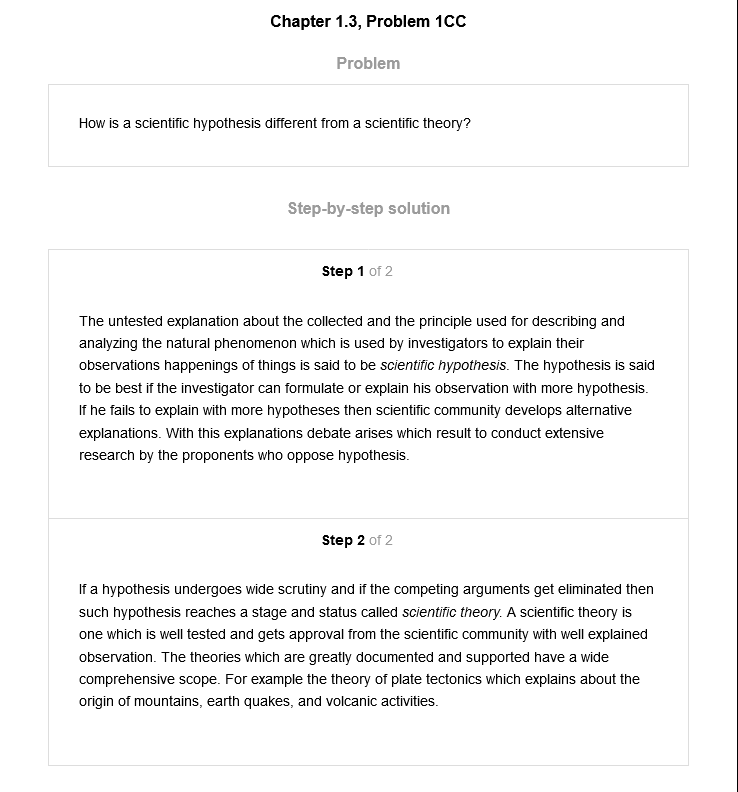 Chapter 1.3, Problem 1CC
Problem
How is a scientific hypothesis different from a scientific theory?
Step-by-step solution
Step 1 of 2
The untested explanation about the collected and the principle used for describing and
analyzing the natural phenomenon which is used by investigators to explain their
observations happenings of things is said to be scientific hypothesis. The hypothesis is said
to be best if the investigator can formulate or explain his observation with more hypothesis.
If he fails to explain with more hypotheses then scientific community develops alternative
explanations. With this explanations debate arises which result to conduct extensive
research by the proponents who oppose hypothesis.
Step 2 of 2
If a hypothesis undergoes wide scrutiny and if the competing arguments get eliminated then
such hypothesis reaches a stage and status called scientific theory. A scientific theory is
one which is well tested and gets approval from the scientific community with well explained
observation. The theories which are greatly documented and supported have a wide
comprehensive scope. For example the theory of plate tectonics which explains about the
origin of mountains, earth quakes, and volcanic activities.